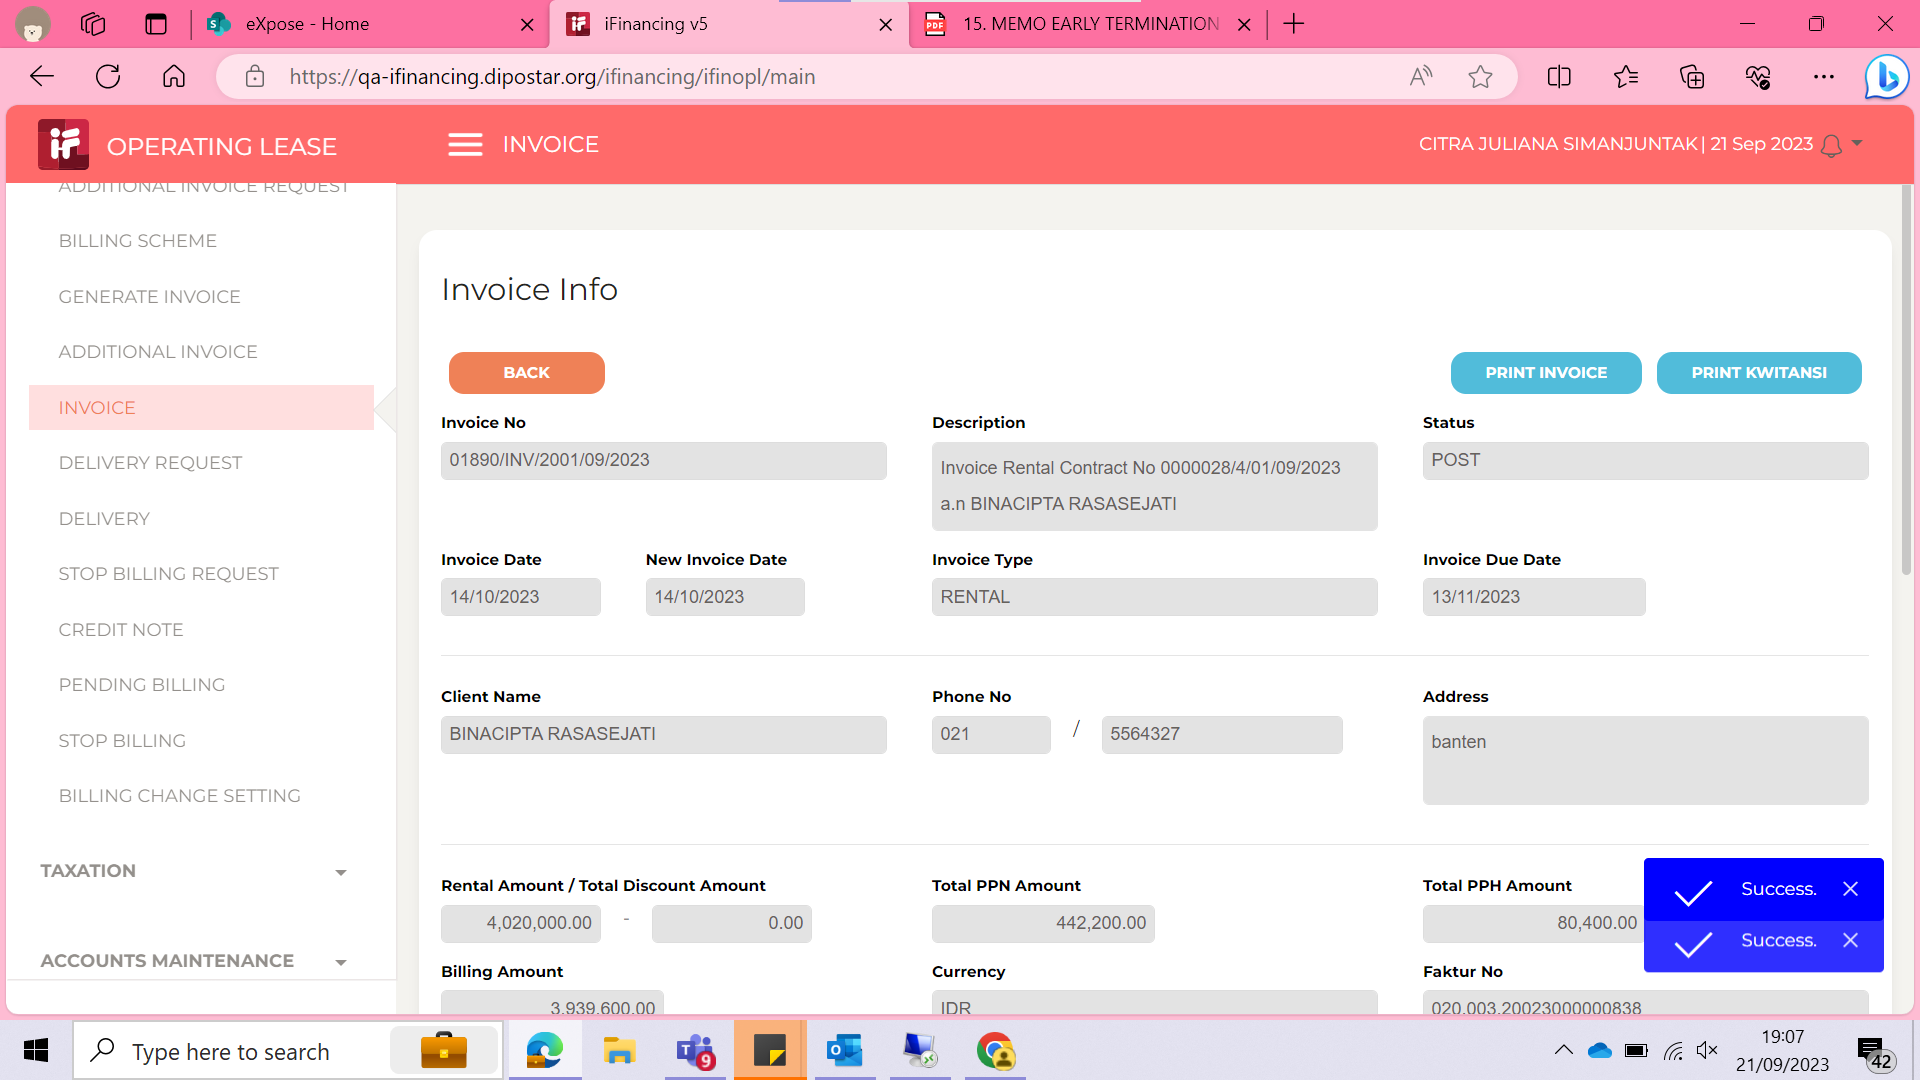 eXpose - Home
iFinancing v5
15. MEMO EARLY TERMINATION
https://qa-ifinancing.dipostar.org/ifinancing/ifinopl/main
iF OPERATING LEASE
INVOICE
CITRA JULIANA SIMANJUNTAK | 21 Sep 2023
ADDITIONAL INVOICE REQUEST
BILLING SCHEME
GENERATE INVOICE
ADDITIONAL INVOICE
INVOICE
DELIVERY REQUEST
DELIVERY
STOP BILLING REQUEST
CREDIT NOTE
PENDING BILLING
STOP BILLING
BILLING CHANGE SETTING
TAXATION
ACCOUNTS MAINTENANCE
Invoice Info
BACK
PRINT INVOICE
PRINT KWITANSI
Invoice No
Description
Status
01890/INV/2001/09/2023
Invoice Rental Contract No 0000028/4/01/09/2023
a.n BINACIPTA RASASEJATI
POST
Invoice Date
New Invoice Date
Invoice Type
Invoice Due Date
14/10/2023
14/10/2023
RENTAL
13/11/2023
Client Name
Phone No
Address
BINACIPTA RASASEJATI
021 / 5564327
banten
Rental Amount / Total Discount Amount
Total PPN Amount
Total PPH Amount
4,020,000.00 - 0.00
442,200.00
80,400.00
Billing Amount
Currency
Faktur No
3,939,600.00
IDR
020.003.20023000000838
Success.
Success.
Type here to search
9
19:07
21/09/2023
42